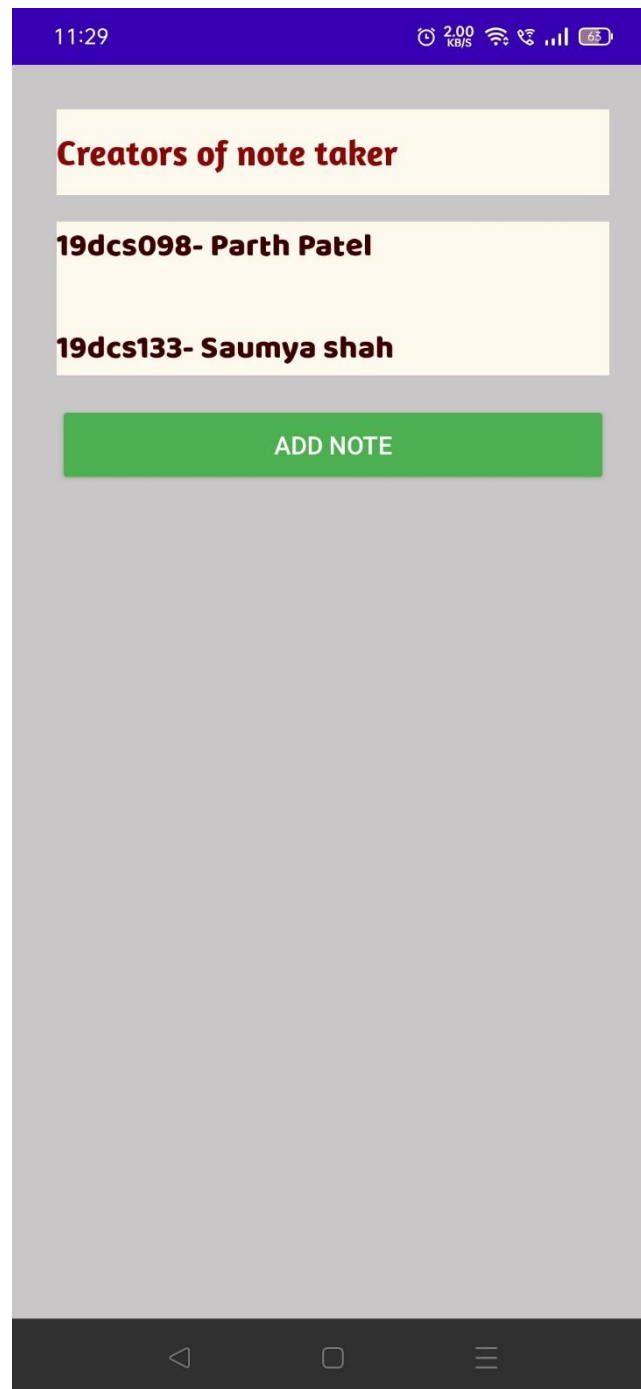 11:29
2.00
KB/S
63
Creators of note taker
19dcs098- Parth Patel
19dcs133- Saumya shah
ADD NOTE